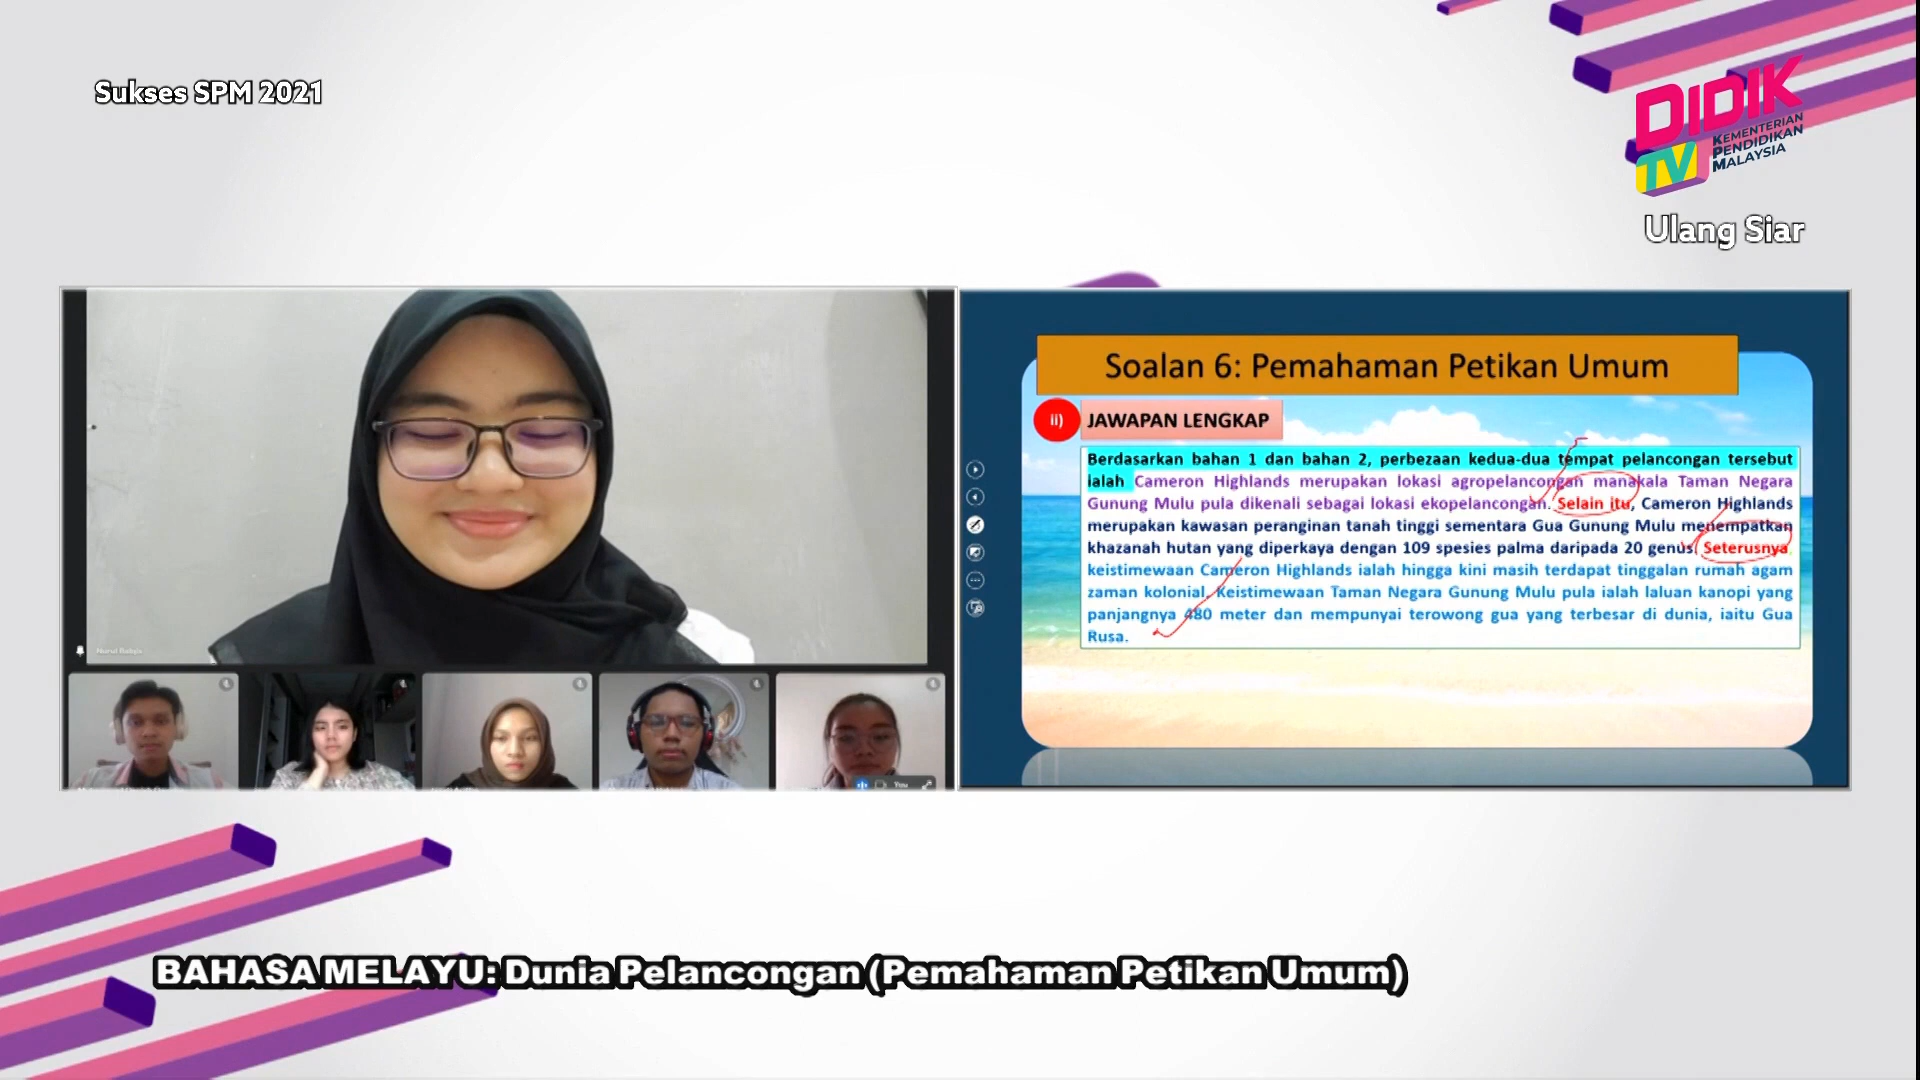 Sukses SPM 2021
DIDIK
TV
KEMENTERIAN
PENDIDIKAN
MALAYSIA
Ulang Siar
Soalan 6: Pemahaman Petikan Umum
ii) JAWAPAN LENGKAP
Berdasarkan bahan 1 dan bahan 2, perbezaan kedua-dua tempat pelancongan tersebut
ialah Cameron Highlands merupakan lokasi agropelancongan manakala Taman Negara
Gunung Mulu pula dikenali sebagai lokasi ekopelancongan. Selain itu, Cameron Highlands
merupakan kawasan peranginan tanah tinggi sementara Gua Gunung Mulu menempatkan
khazanah hutan yang diperkaya dengan 109 spesies palma daripada 20 genus. Seterusnya
keistimewaan Cameron Highlands ialah hingga kini masih terdapat tinggalan rumah agam
zaman kolonial. Keistimewaan Taman Negara Gunung Mulu pula ialah laluan kanopi yang
panjangnya 480 meter dan mempunyai terowong gua yang terbesar di dunia, iaitu Gua
Rusa.
You
BAHASA MELAYU: Dunia Pelancongan (Pemahaman Petikan Umum)